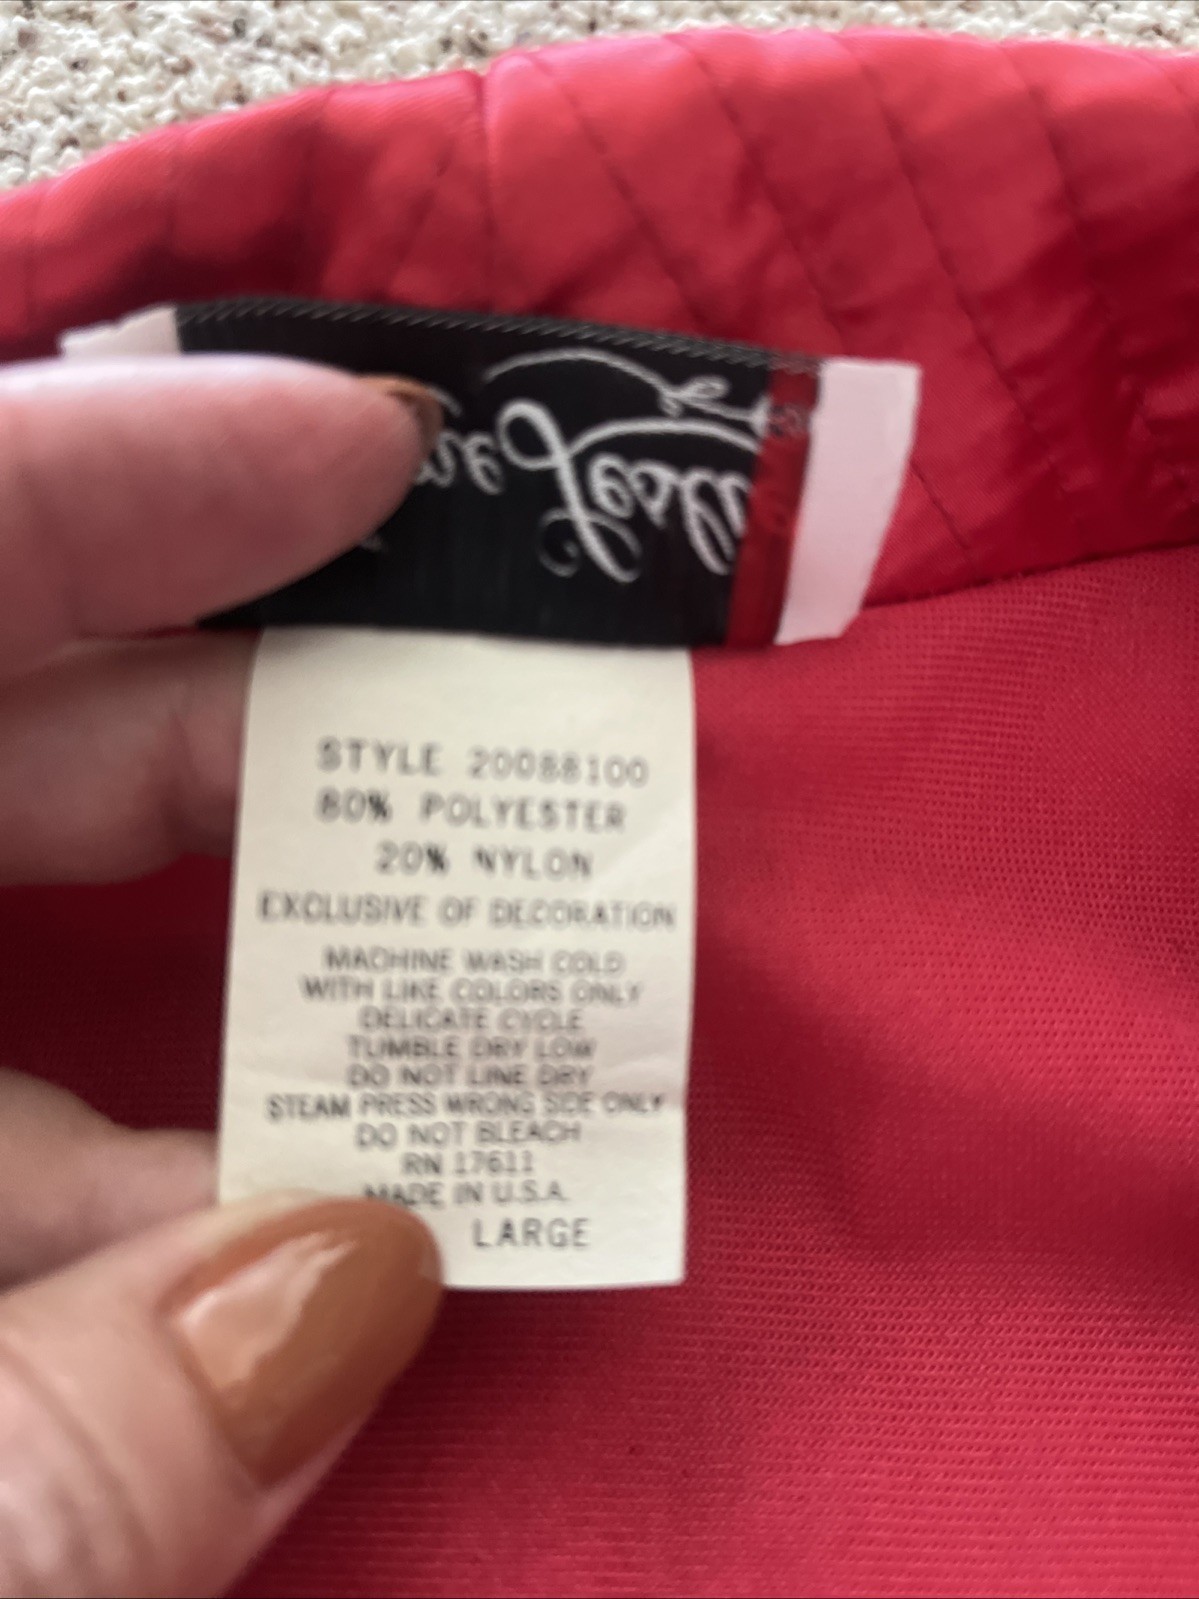 STYLE 20088100
80% POLYESTER
20% NYLON
EXCLUSIVE OF DECORATION
MACHINE WASH COLD
WITH LIKE COLORS ONLY
DELICATE CYCLE
TUMBLE DRY LOW
DO NOT LINE DRY
STEAM PRESS WRONG SIDE ONLY
DO NOT BLEACH
RN 17611
MADE IN U.S.A.
LARGE